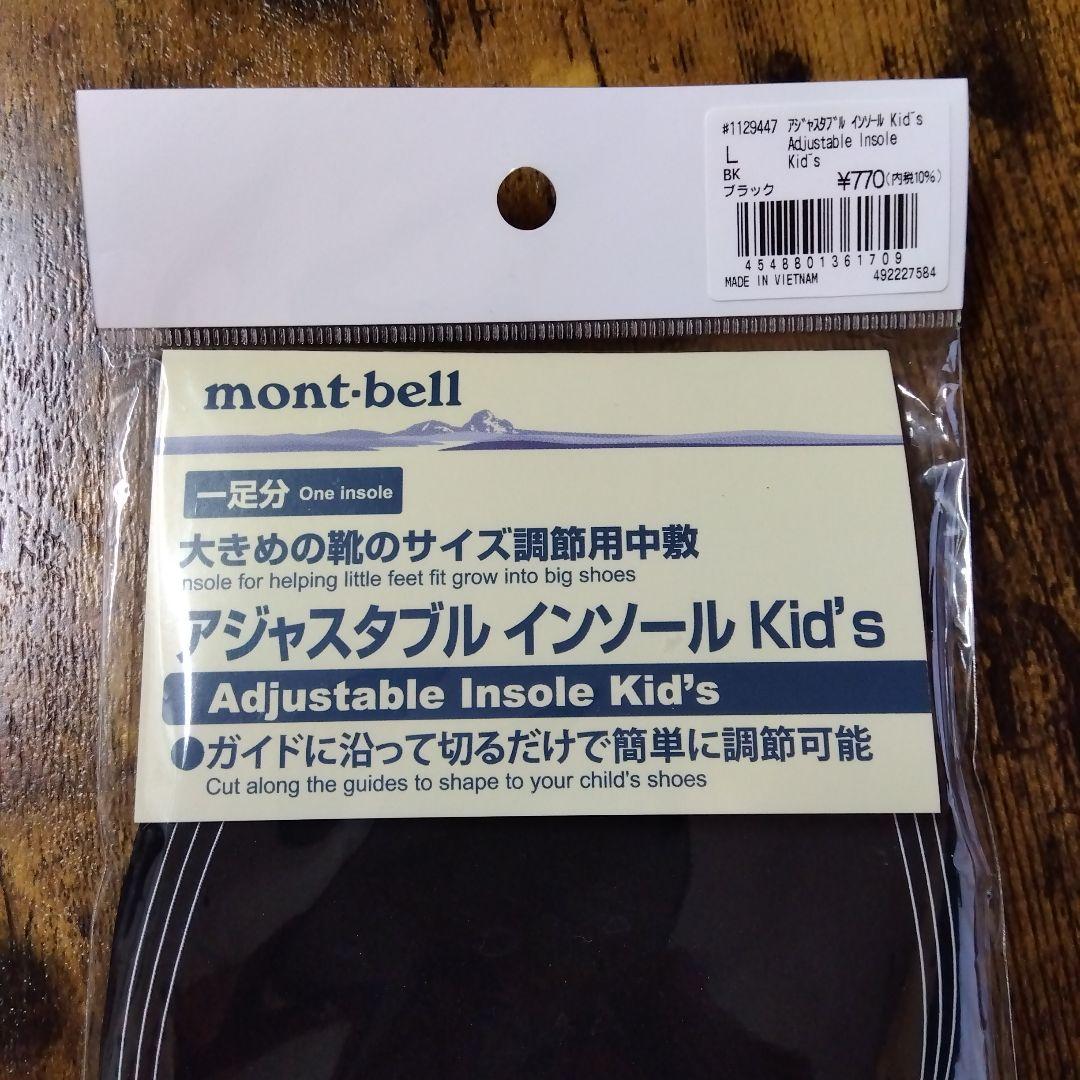 #1129447 ｱｼﾞｬｽﾀﾌﾞﾙ ｲﾝｿｰﾙ Kid´s
L Adjustable Insole
Kid´s
BK
ブラック ¥770(内税10%)
4548801361709
MADE IN VIETNAM 492227584
mont-bell
一足分 One insole
大きめの靴のサイズ調節用中敷
nsole for helping little feet fit grow into big shoes
アジャスタブル インソール Kid's
Adjustable Insole Kid's
●ガイドに沿って切るだけで簡単に調節可能
Cut along the guides to shape to your child's shoes